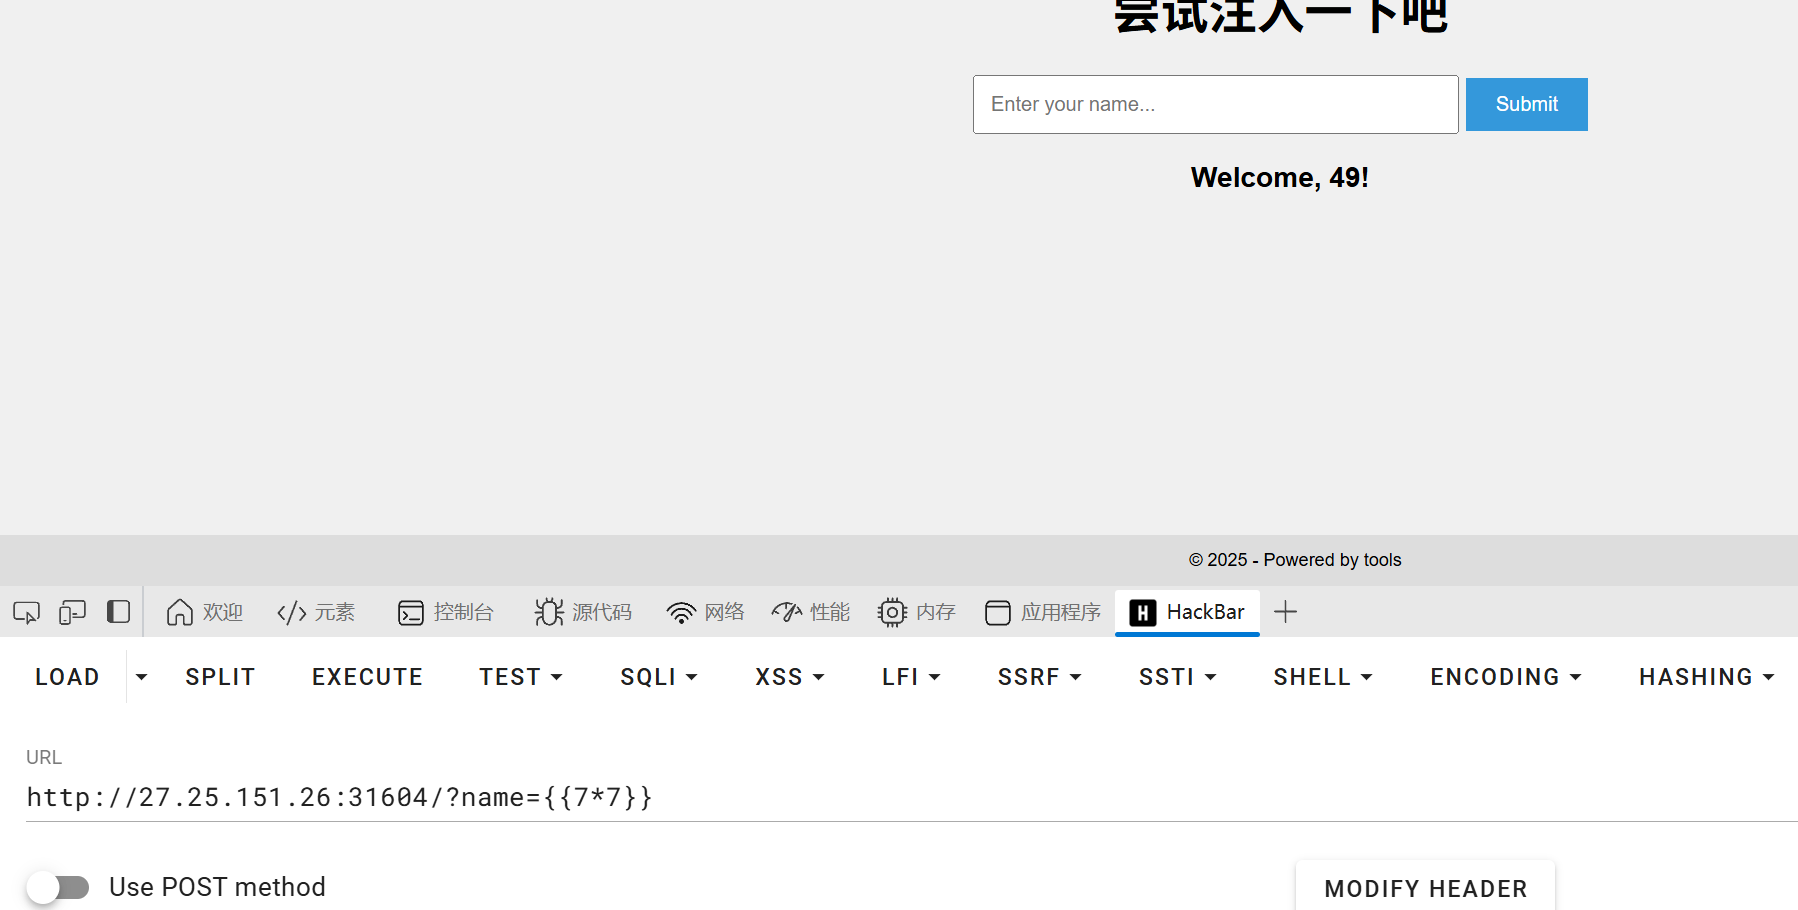 尝试注入一下吧
Enter your name...
Submit
Welcome, 49!
© 2025 - Powered by tools
欢迎
元素
控制台
源代码
网络
性能
内存
应用程序
HackBar
LOAD
SPLIT
EXECUTE
TEST
SQLI
XSS
LFI
SSRF
SSTI
SHELL
ENCODING
HASHING
URL
http://27.25.151.26:31604/?name={{7*7}}
Use POST method
MODIFY HEADER